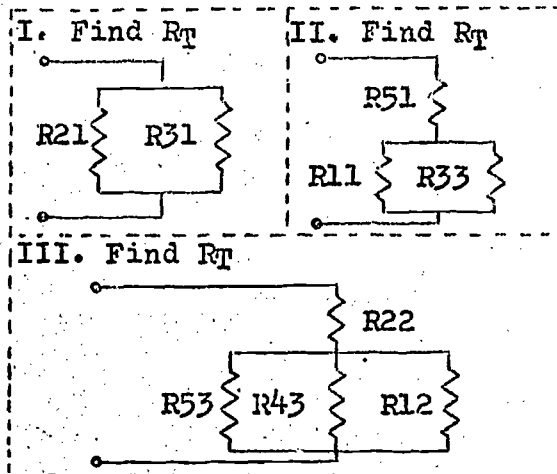 I. Find RT
R21
R31
II. Find RT
R51
R11
R33
III. Find RT
R22
R53
R43
R12